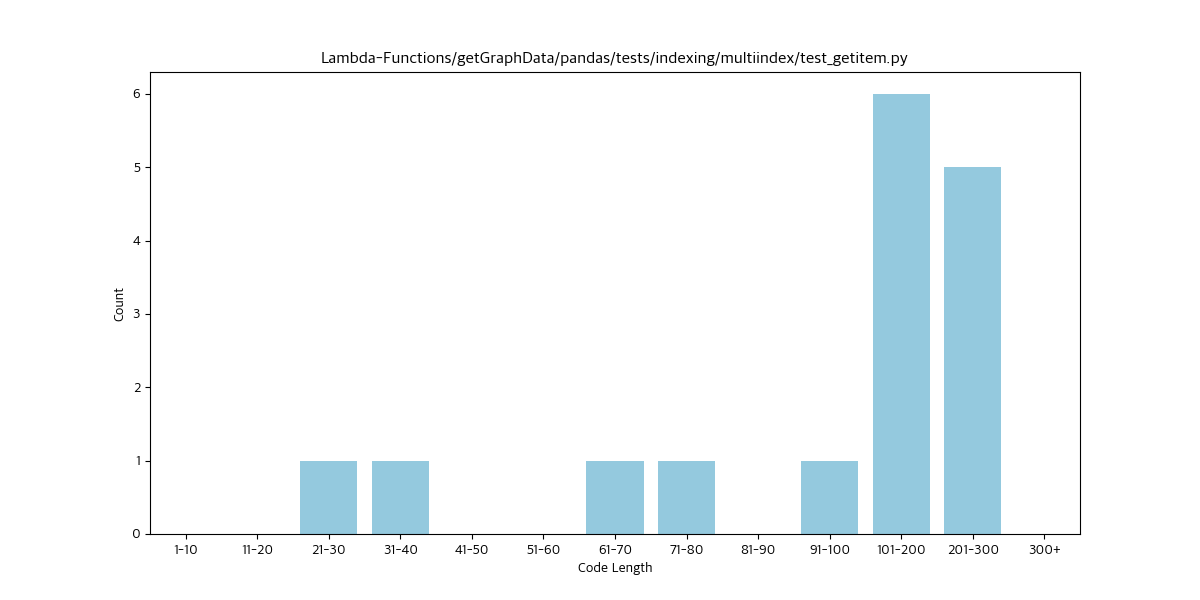 Lambda-Functions/getGraphData/pandas/tests/indexing/multiindex/test_getitem.py
6
5
4
3
2
1
0
Count
1-10 11-20 21-30 31-40 41-50 51-60 61-70 71-80 81-90 91-100 101-200 201-300 300+
Code Length